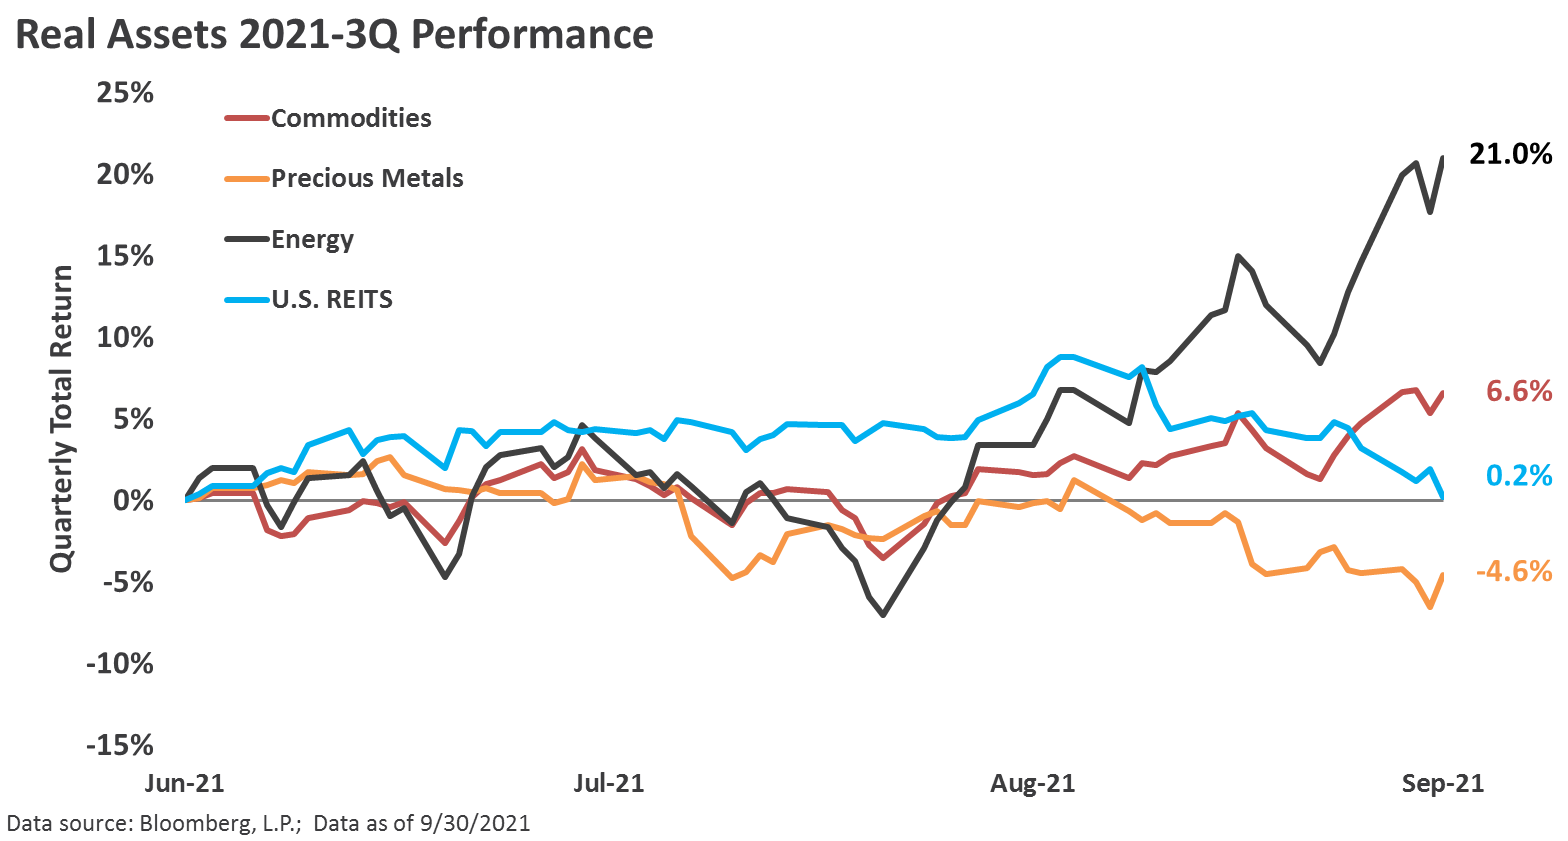 Real Assets 2021-3Q Performance
25%
20%
15%
10%
5%
0%
-5%
-10%
-15%
Quarterly Total Return
Commodities
Precious Metals
Energy
U.S. REITS
21.0%
6.6%
0.2%
-4.6%
Jun-21
Jul-21
Aug-21
Sep-21
Data source: Bloomberg, L.P.; Data as of 9/30/2021